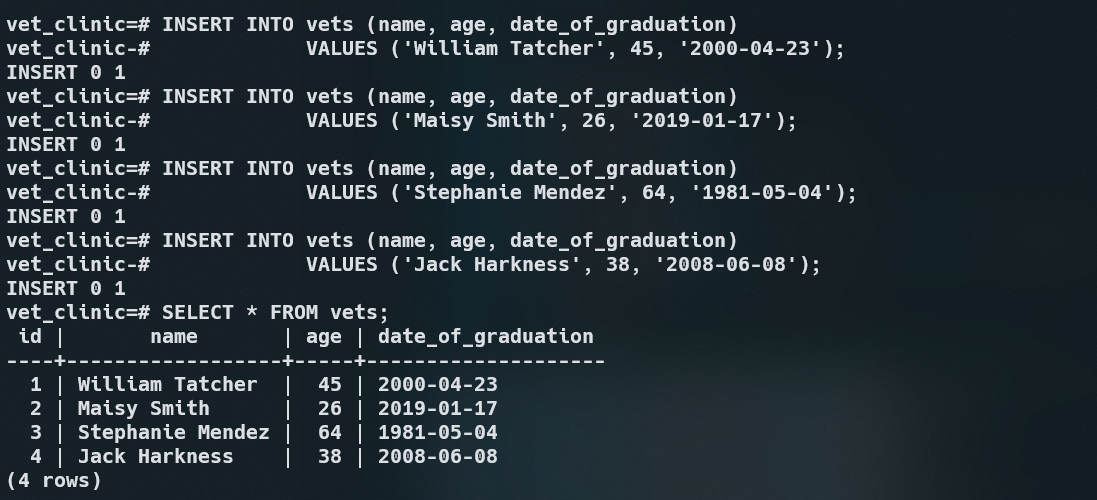 vet_clinic=# INSERT INTO vets (name, age, date_of_graduation)
vet_clinic-#             VALUES ('William Tatcher', 45, '2000-04-23');
INSERT 0 1
vet_clinic=# INSERT INTO vets (name, age, date_of_graduation)
vet_clinic-#             VALUES ('Maisy Smith', 26, '2019-01-17');
INSERT 0 1
vet_clinic=# INSERT INTO vets (name, age, date_of_graduation)
vet_clinic-#             VALUES ('Stephanie Mendez', 64, '1981-05-04');
INSERT 0 1
vet_clinic=# INSERT INTO vets (name, age, date_of_graduation)
vet_clinic-#             VALUES ('Jack Harkness', 38, '2008-06-08');
INSERT 0 1
vet_clinic=# SELECT * FROM vets;
 id |       name       | age | date_of_graduation
----+------------------+-----+--------------------
  1 | William Tatcher  |  45 | 2000-04-23
  2 | Maisy Smith      |  26 | 2019-01-17
  3 | Stephanie Mendez |  64 | 1981-05-04
  4 | Jack Harkness    |  38 | 2008-06-08
(4 rows)